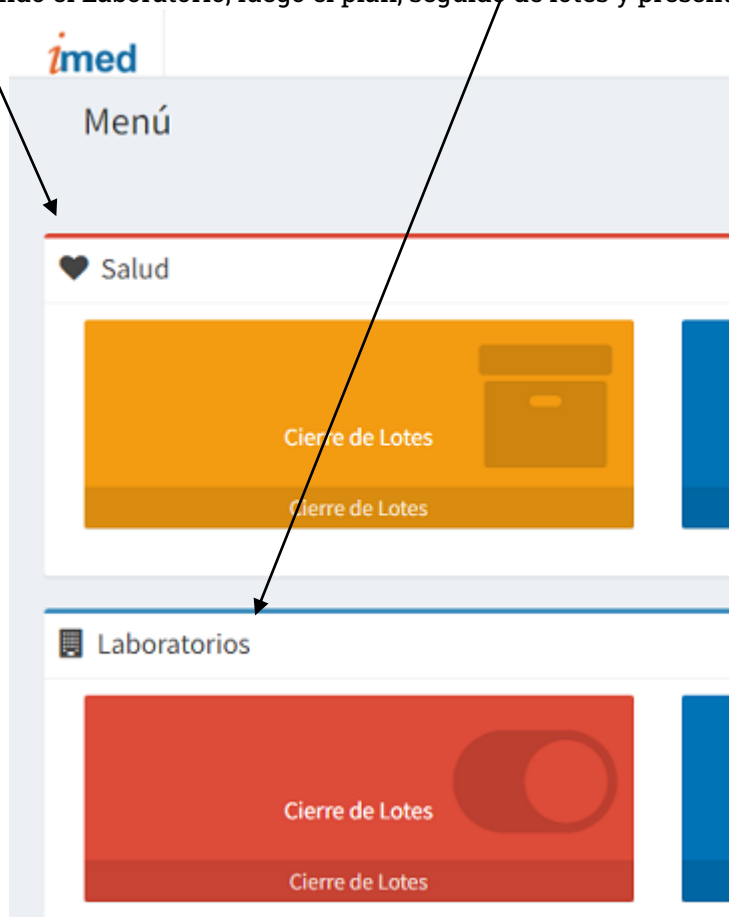 el Laboratorio, luego el plan, seguido de lotes y
imed
Menú
Salud
Cierre de Lotes
Cierre de Lotes
Laboratorios
Cierre de Lotes
Cierre de Lotes